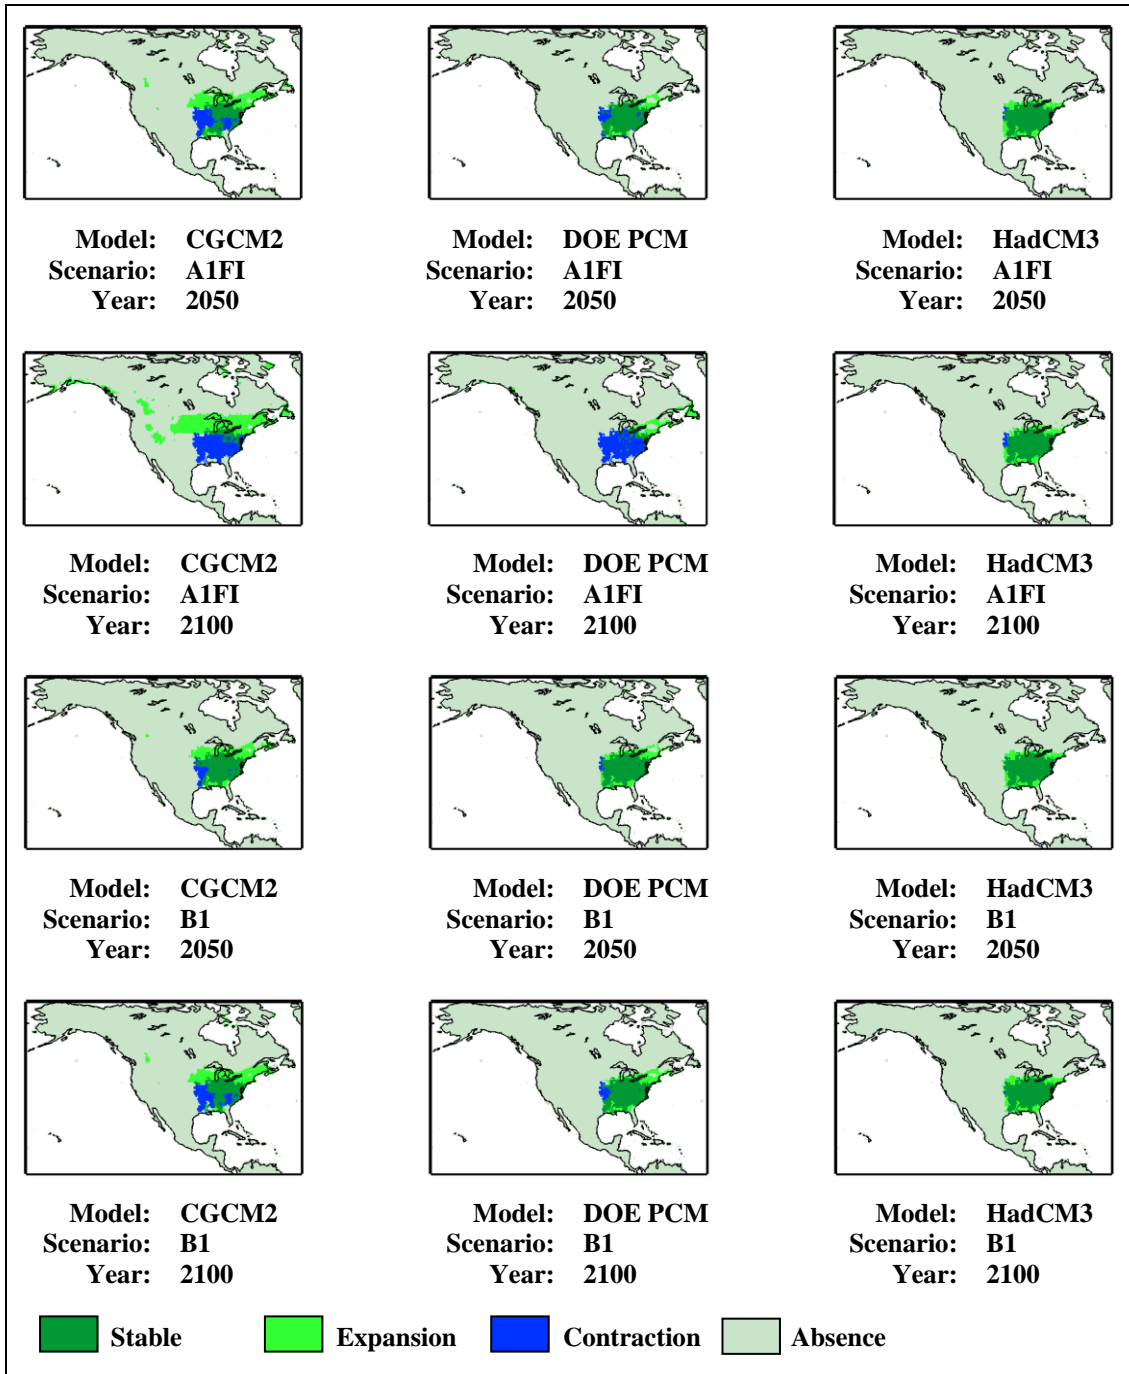 Model: CGCM2
Scenario: A1FI
Year: 2050
Model: DOE PCM
Scenario: A1FI
Year: 2050
Model: HadCM3
Scenario: A1FI
Year: 2050
Model: CGCM2
Scenario: A1FI
Year: 2100
Model: DOE PCM
Scenario: A1FI
Year: 2100
Model: HadCM3
Scenario: A1FI
Year: 2100
Model: CGCM2
Scenario: B1
Year: 2050
Model: DOE PCM
Scenario: B1
Year: 2050
Model: HadCM3
Scenario: B1
Year: 2050
Model: CGCM2
Scenario: B1
Year: 2100
Model: DOE PCM
Scenario: B1
Year: 2100
Model: HadCM3
Scenario: B1
Year: 2100
Stable Expansion Contraction Absence